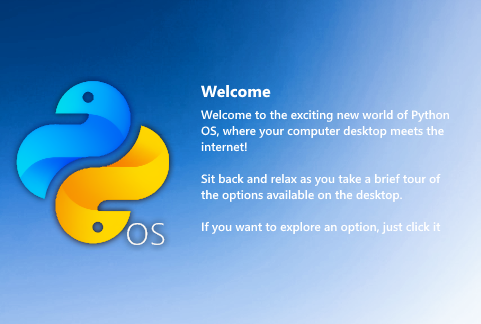 Welcome
Welcome to the exciting new world of Python
OS, where your computer desktop meets the
internet!
Sit back and relax as you take a brief tour of
the options available on the desktop.
If you want to explore an option, just click it
OS